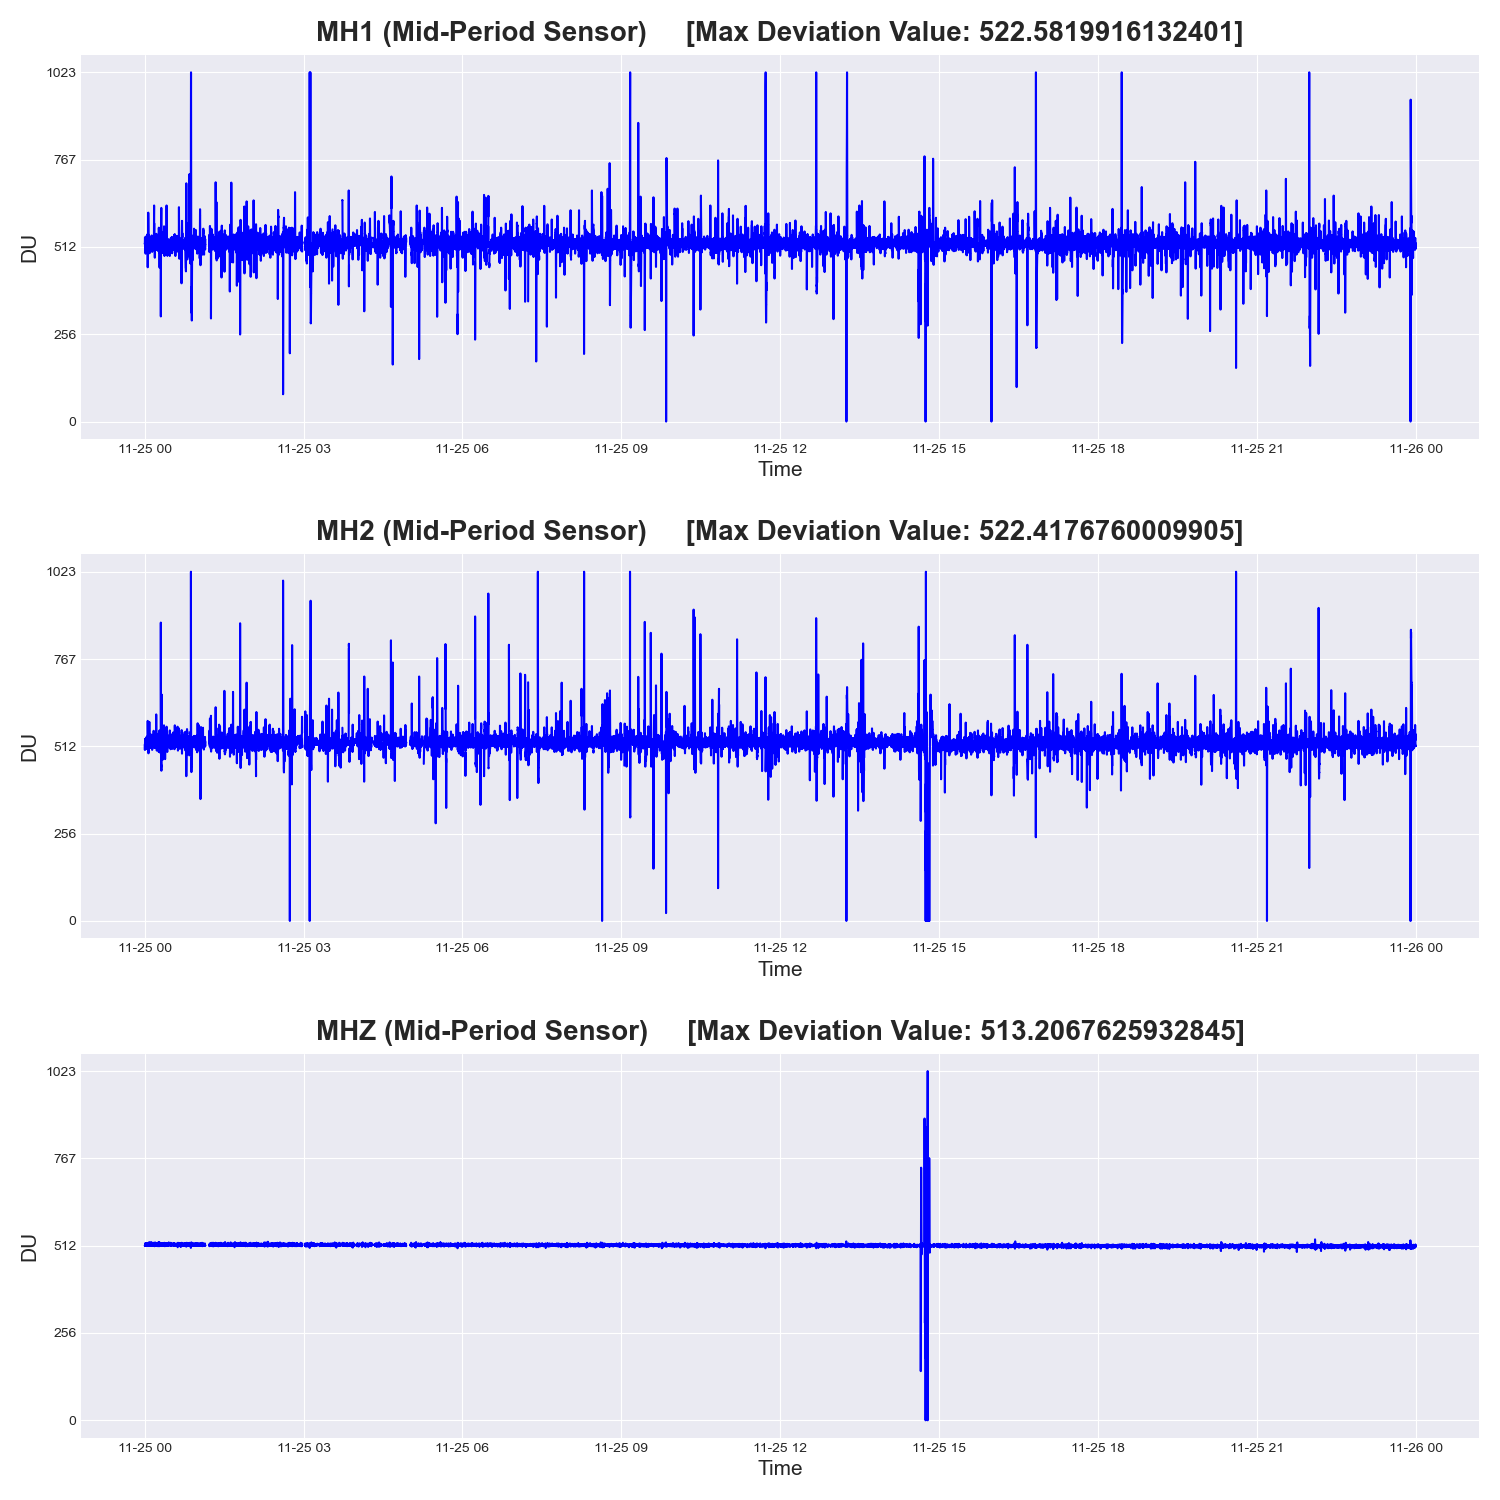 MH1 (Mid-Period Sensor) [Max Deviation Value: 522.5819916132401]
1023
767
512
256
0
DU
11-25 00 11-25 03 11-25 06 11-25 09 11-25 12 11-25 15 11-25 18 11-25 21 11-26 00
Time
MH2 (Mid-Period Sensor) [Max Deviation Value: 522.4176760009905]
1023
767
512
256
0
DU
11-25 00 11-25 03 11-25 06 11-25 09 11-25 12 11-25 15 11-25 18 11-25 21 11-26 00
Time
MHZ (Mid-Period Sensor) [Max Deviation Value: 513.2067625932845]
1023
767
512
256
0
DU
11-25 00 11-25 03 11-25 06 11-25 09 11-25 12 11-25 15 11-25 18 11-25 21 11-26 00
Time